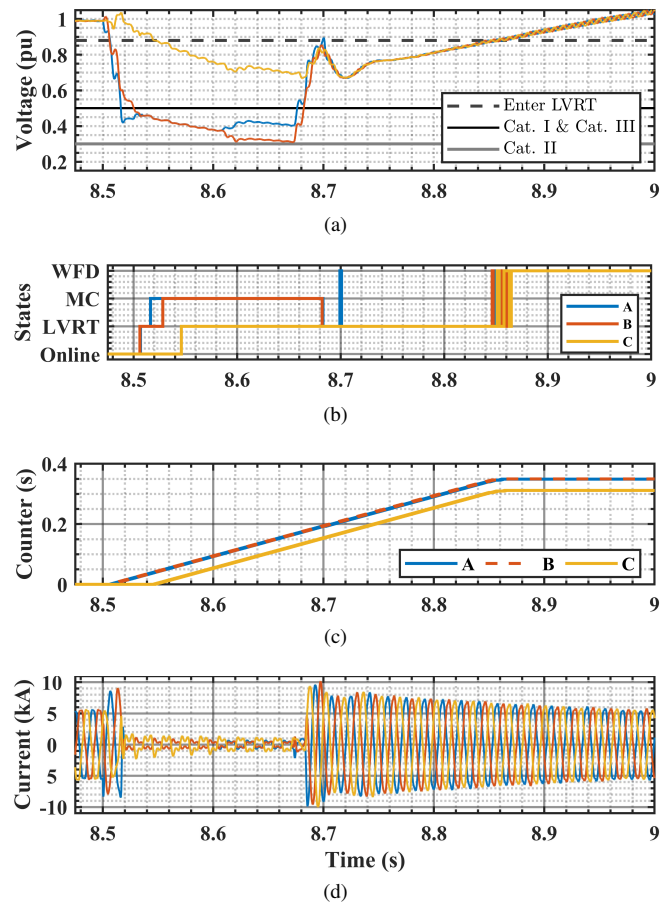 1
0.8
0.6
0.4
0.2
Voltage (pu)
Enter LVRT
Cat. I & Cat. III
Cat. II
8.5 8.6 8.7 8.8 8.9 9
(a)
WFD
MC
LVRT
Online
States
A
B
C
8.5 8.6 8.7 8.8 8.9 9
(b)
0.4
0.2
0
Counter (s)
A B C
8.5 8.6 8.7 8.8 8.9 9
(c)
10
5
0
5
-10
Current (kA)
8.5 8.6 8.7 8.8 8.9 9
Time (s)
(d)